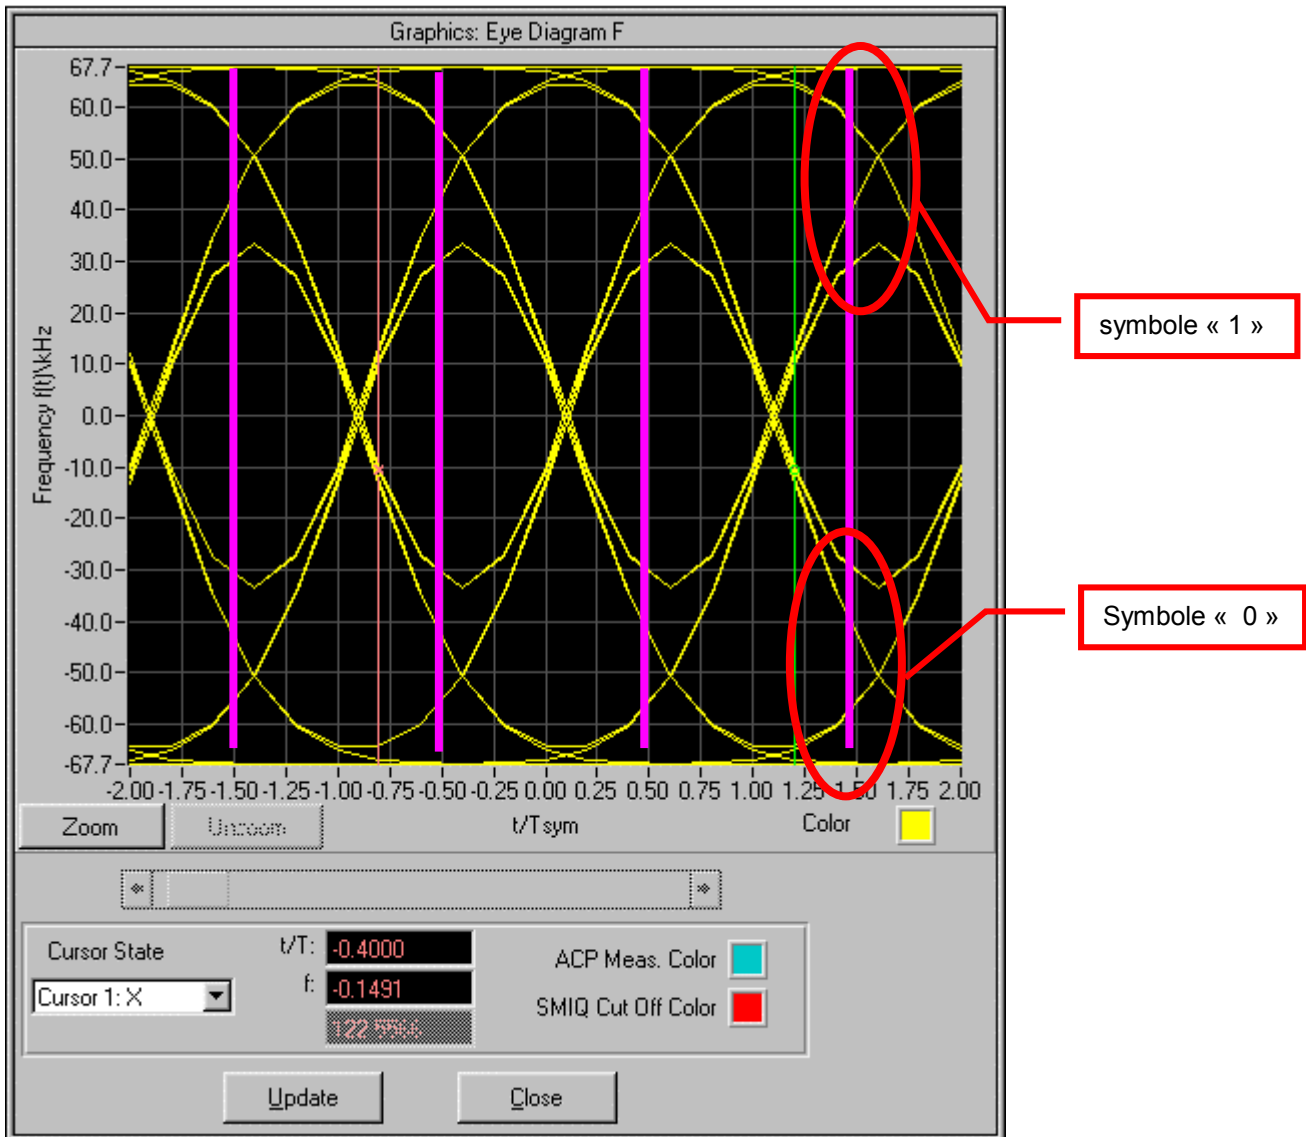 Graphics: Eye Diagram F
67.7
60.0
50.0
40.0
30.0
20.0
10.0
0.0
-10.0
-20.0
-30.0
-40.0
-50.0
-60.0
-67.7
Frequency f(t)\kHz
-2.00 -1.75 -1.50 -1.25 -1.00 -0.75 -0.50 -0.25 0.00 0.25 0.50 0.75 1.00 1.25 1.50 1.75 2.00
t/Tsym
symbole « 1 »
Symbole « 0 »
Zoom
Unzoom
Color
Cursor State
Cursor 1: X
t/T: -0.4000
f: -0.1491
ACP Meas. Color
SMIQ Cut Off Color
Update
Close